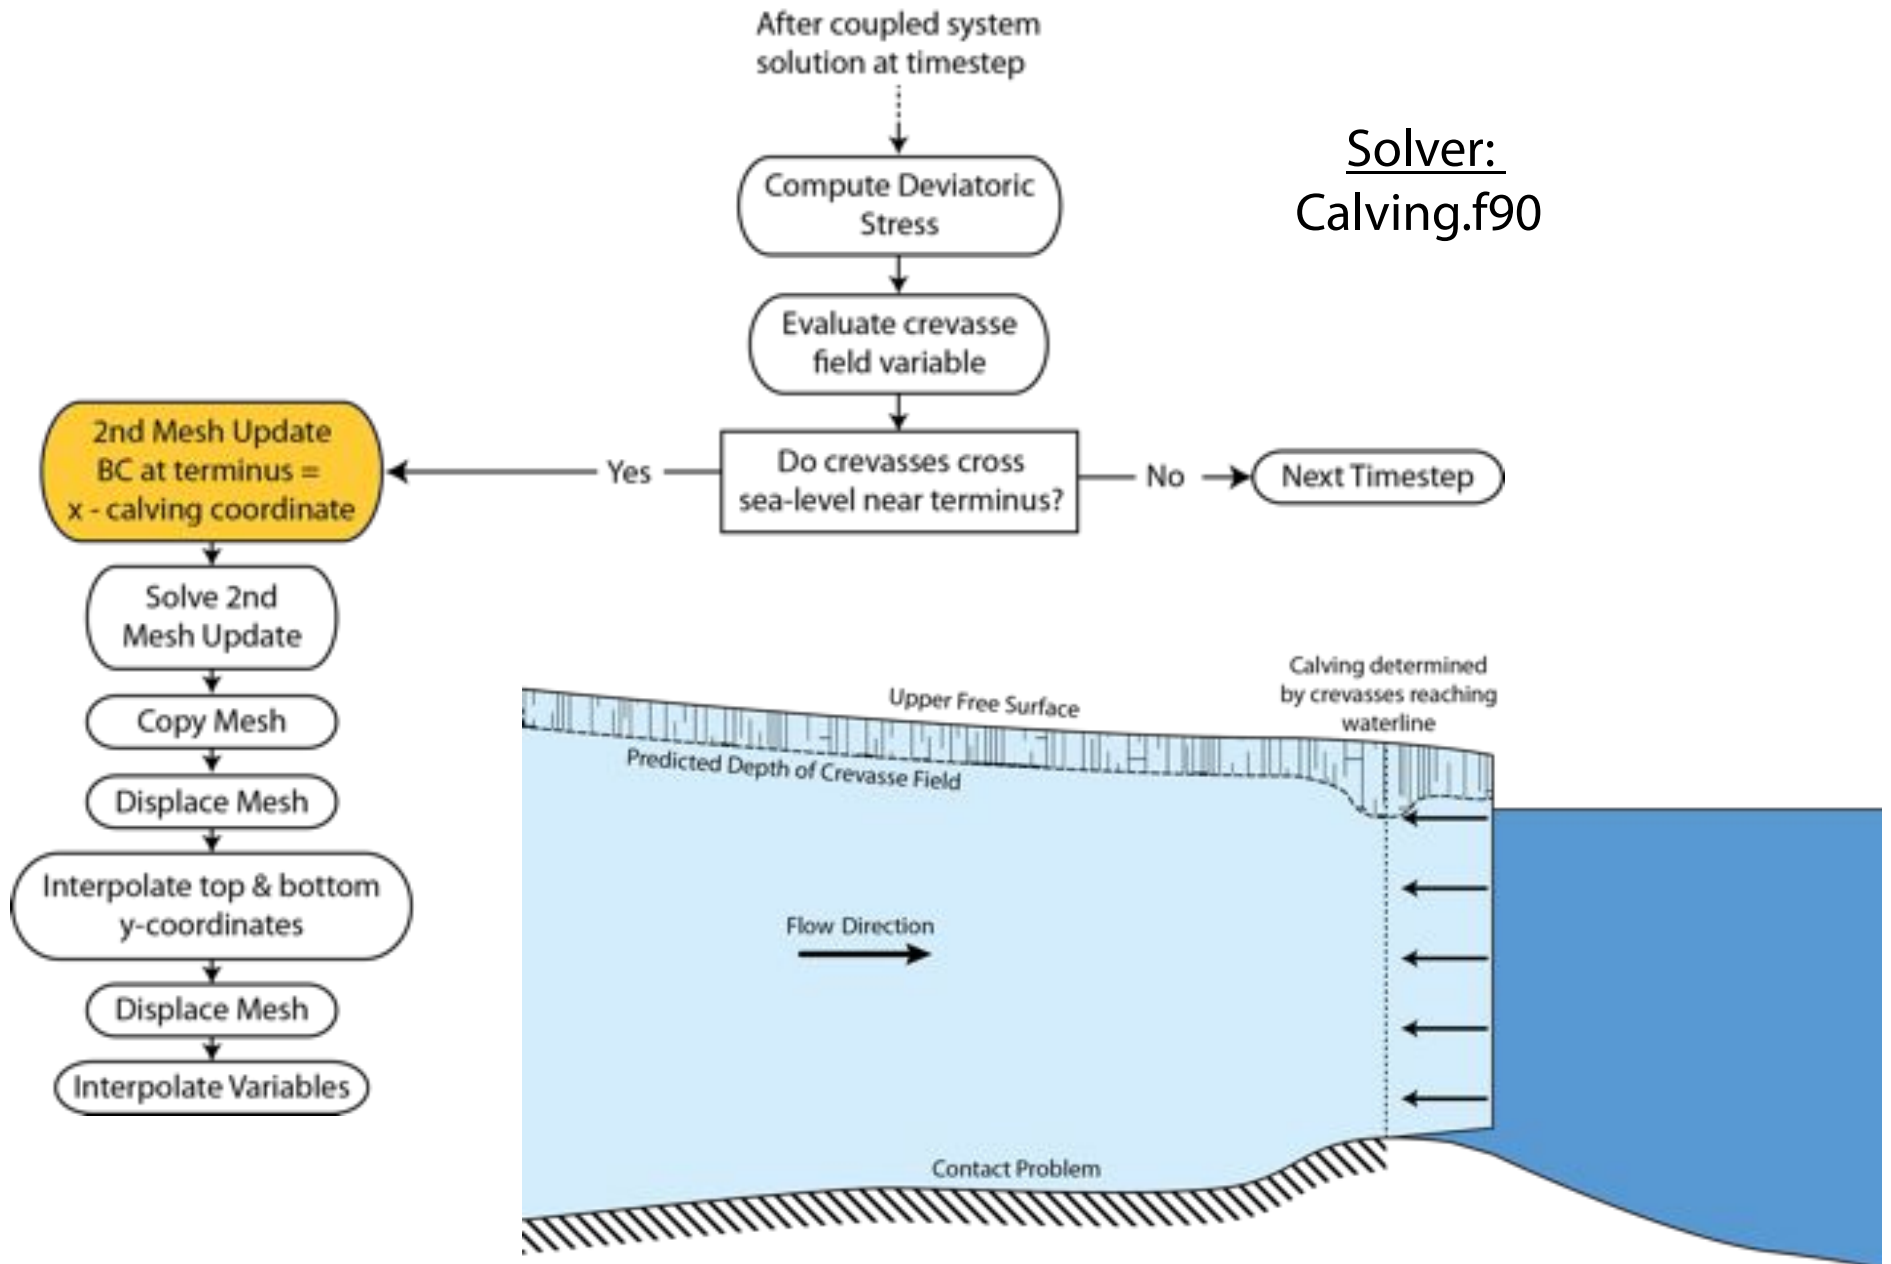 After coupled system
solution at timestep
Solver:
Calving.f90
Compute Deviatoric
Stress
Evaluate crevasse
field variable
Do crevasses cross
sea-level near terminus?
Yes
No
Next Timestep
2nd Mesh Update
BC at terminus =
x - calving coordinate
Solve 2nd
Mesh Update
Copy Mesh
Displace Mesh
Interpolate top & bottom
y-coordinates
Displace Mesh
Interpolate Variables
Calving determined
by crevasses reaching
waterline
Upper Free Surface
Predicted Depth of Crevasse Field
Flow Direction
Contact Problem